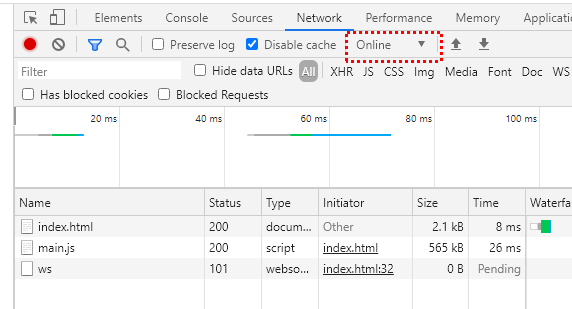 Elements Console Sources Network Performance Memory Application
Preserve log Disable cache Online
Filter Hide data URLs All XHR JS CSS Img Media Font Doc WS
Has blocked cookies Blocked Requests
20 ms 40 ms 60 ms 80 ms 100 ms
Name Status Type Initiator Size Time Waterfa
index.html 200 docum... Other 2.1 kB 8 ms
main.js 200 script index.html 565 kB 26 ms
ws 101 webso... index.html:32 0 B Pending